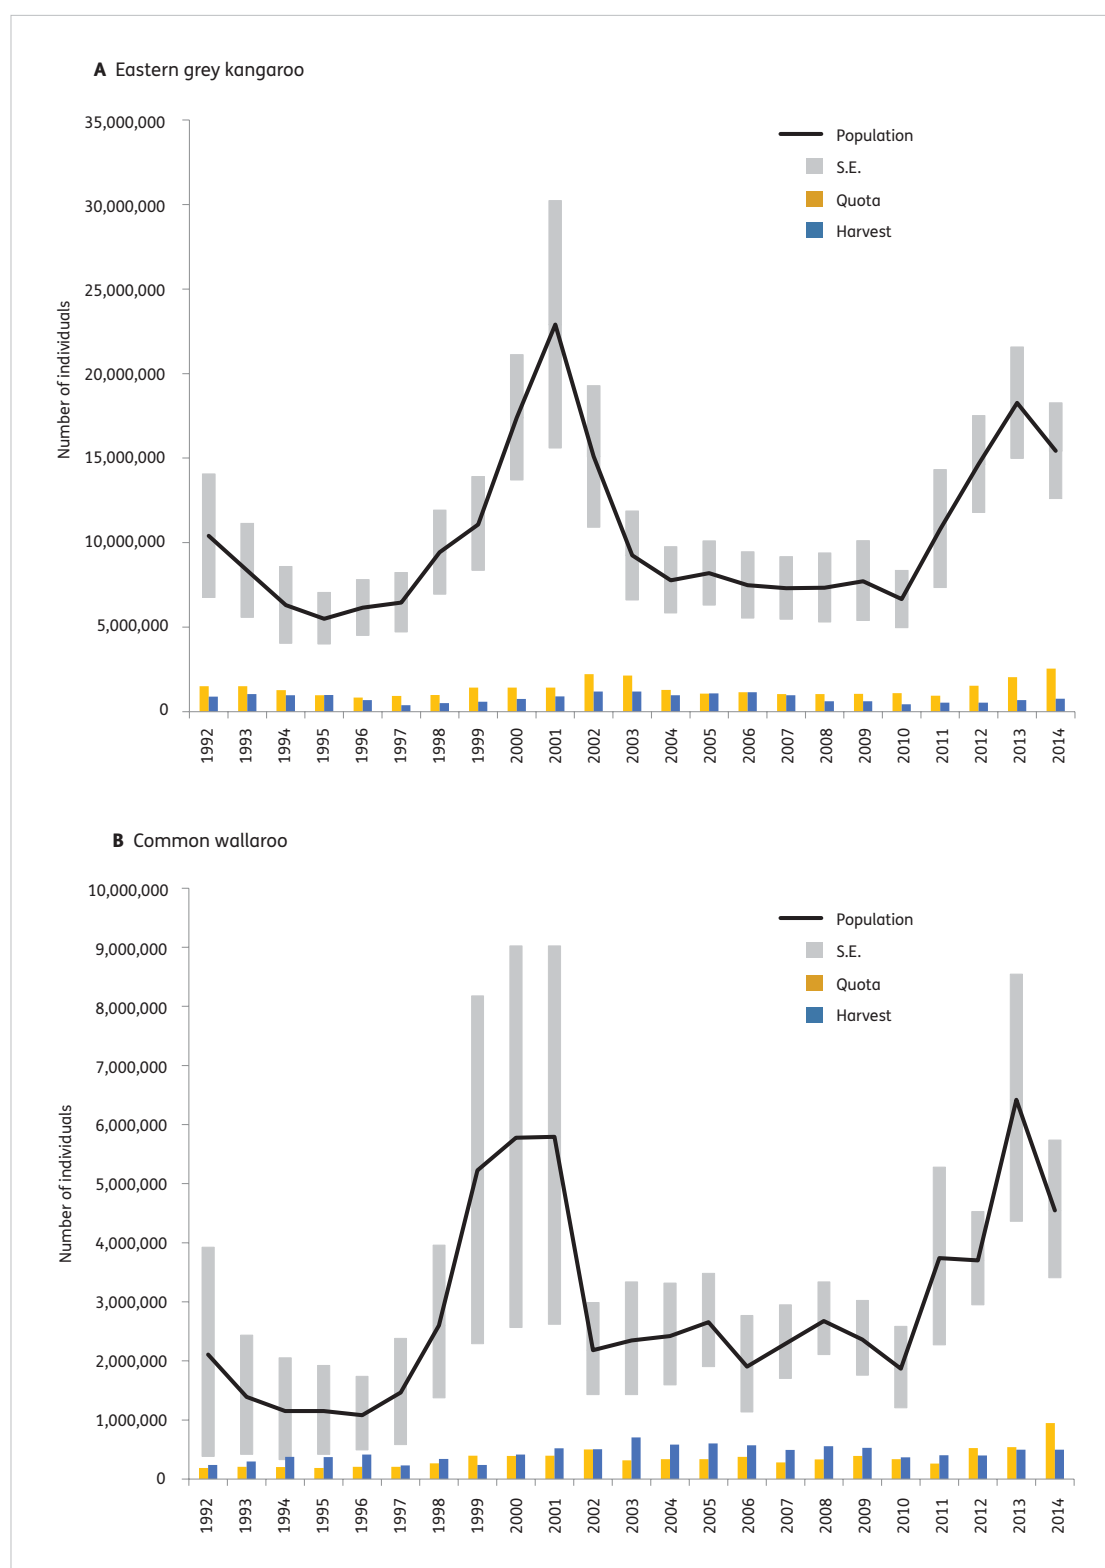 A Eastern grey kangaroo
35,000,000
30,000,000
25,000,000
20,000,000
15,000,000
10,000,000
5,000,000
0
Number of individuals
Population
S.E.
Quota
Harvest
1992 1993 1994 1995 1996 1997 1998 1999 2000 2001 2002 2003 2004 2005 2006 2007 2008 2009 2010 2011 2012 2013 2014
B Common wallaroo
10,000,000
9,000,000
8,000,000
7,000,000
6,000,000
5,000,000
4,000,000
3,000,000
2,000,000
1,000,000
0
Number of individuals
Population
S.E.
Quota
Harvest
1992 1993 1994 1995 1996 1997 1998 1999 2000 2001 2002 2003 2004 2005 2006 2007 2008 2009 2010 2011 2012 2013 2014